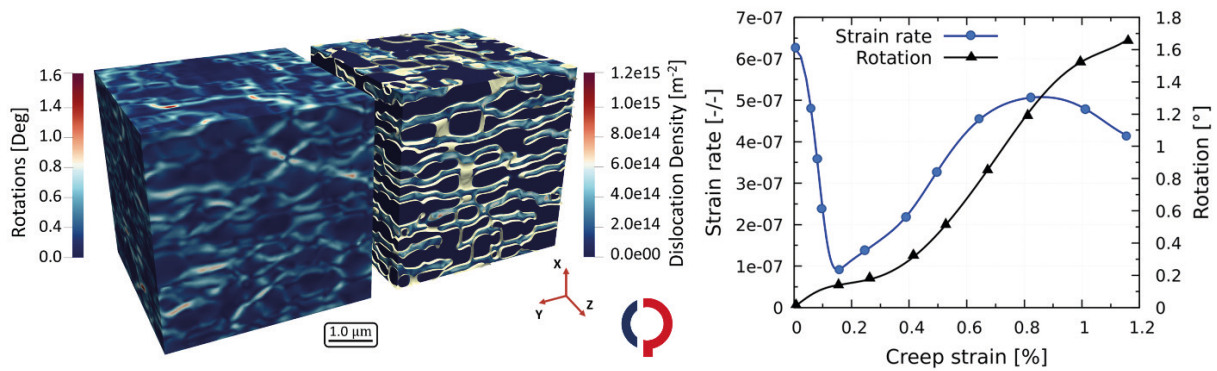 Rotations [Deg]
1.6
1.4
1.0
0.8
0.6
0.4
0.0
1.2e15
1.0e15
8.0e14
6.0e14
4.0e14
2.0e14
0.0e00
Dislocation Density [m⁻²]
X
Y
Z
1.0 µm
Strain rate [-/-]
7e-07
6e-07
5e-07
4e-07
3e-07
2e-07
1e-07
0
Strain rate
Rotation
1.8
1.6
1.4
1.2
1
0.8
0.6
0.4
0.2
0
Rotation [°]
0 0.2 0.4 0.6 0.8 1 1.2
Creep strain [%]